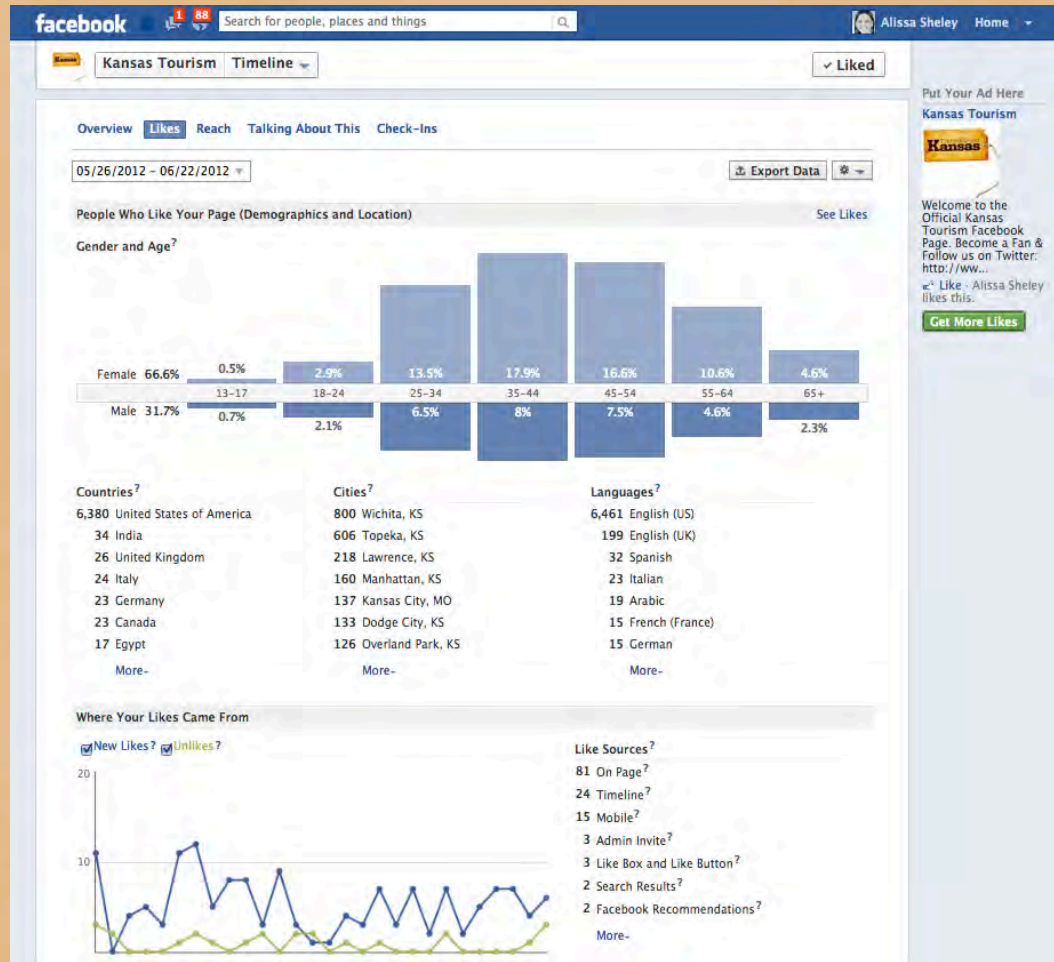 facebook 1 88 Search for people, places and things Alissa Sheley Home
Kansas Tourism Timeline Liked
Overview Likes Reach Talking About This Check-Ins
05/26/2012 - 06/22/2012 Export Data
People Who Like Your Page (Demographics and Location) See Likes
Gender and Age?
Female 66.6% 0.5% 2.9% 13.5% 17.9% 16.6% 10.6% 4.6%
13-17 18-24 25-34 35-44 45-54 55-64 65+
Male 31.7% 0.7% 2.1% 6.5% 8% 7.5% 4.6% 2.3%
Countries?
6,380 United States of America
34 India
26 United Kingdom
24 Italy
23 Germany
23 Canada
17 Egypt
More-
Cities?
800 Wichita, KS
606 Topeka, KS
218 Lawrence, KS
160 Manhattan, KS
137 Kansas City, MO
133 Dodge City, KS
126 Overland Park, KS
More-
Languages?
6,461 English (US)
199 English (UK)
32 Spanish
23 Italian
19 Arabic
15 French (France)
15 German
More-
Where Your Likes Came From
New Likes? Unlikes?
20
10
Like Sources?
81 On Page?
24 Timeline?
15 Mobile?
3 Admin Invite?
3 Like Box and Like Button?
2 Search Results?
2 Facebook Recommendations?
More-
Put Your Ad Here
Kansas Tourism
Kansas
Welcome to the
Official Kansas
Tourism Facebook
Page. Become a Fan &
Follow us on Twitter:
http://ww...
Like · Alissa Sheley
likes this.
Get More Likes